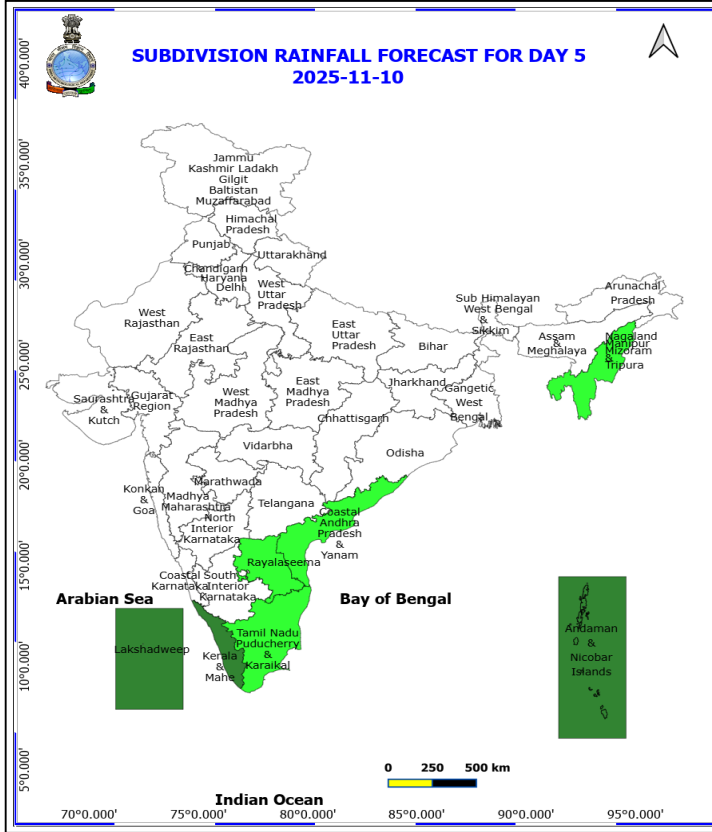 SUBDIVISION RAINFALL FORECAST FOR DAY 5
2025-11-10
40°0.000'
35°0.000'
30°0.000'
25°0.000'
20°0.000'
15°0.000'
10°0.000'
5°0.000'
Jammu
Kashmir Ladakh
Gilgit
Baltistan
Muzaffarabad
Himachal
Pradesh
Punjab
Uttarakhand
Chandigarh
Haryana
Delhi
West
Uttar
Pradesh
West
Rajasthan
East
Rajasthan
East
Uttar
Pradesh
Bihar
Sub Himalayan
West Bengal
&
Sikkim
Arunachal
Pradesh
Assam
&
Meghalaya
Nagaland
Manipur
Mizoram
&
Tripura
Saurashtra
&
Kutch
Gujarat
Region
West
Madhya
Pradesh
East
Madhya
Pradesh
Jharkhand
Gangetic
West
Bengal
Chhattisgarh
Odisha
Vidarbha
Konkan
&
Goa
Marathwada
Madhya
Maharashtra
Telangana
North
Interior
Karnataka
Coastal
Andhra
Pradesh
&
Yanam
Rayalaseema
Coastal
Karnataka
South
Interior
Karnataka
Arabian Sea
Bay of Bengal
Lakshadweep
Kerala
&
Mahe
Tamil Nadu
Puducherry
&
Karaikal
Andaman
&
Nicobar
Islands
0 250 500 km
Indian Ocean
70°0.000' 75°0.000' 80°0.000' 85°0.000' 90°0.000' 95°0.000'